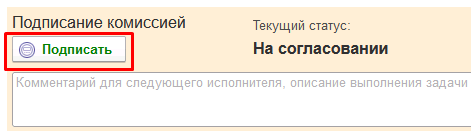 Подписание комиссией
Текущий статус:
Подписать
На согласовании
Комментарий для следующего исполнителя, описание выполнения задачи